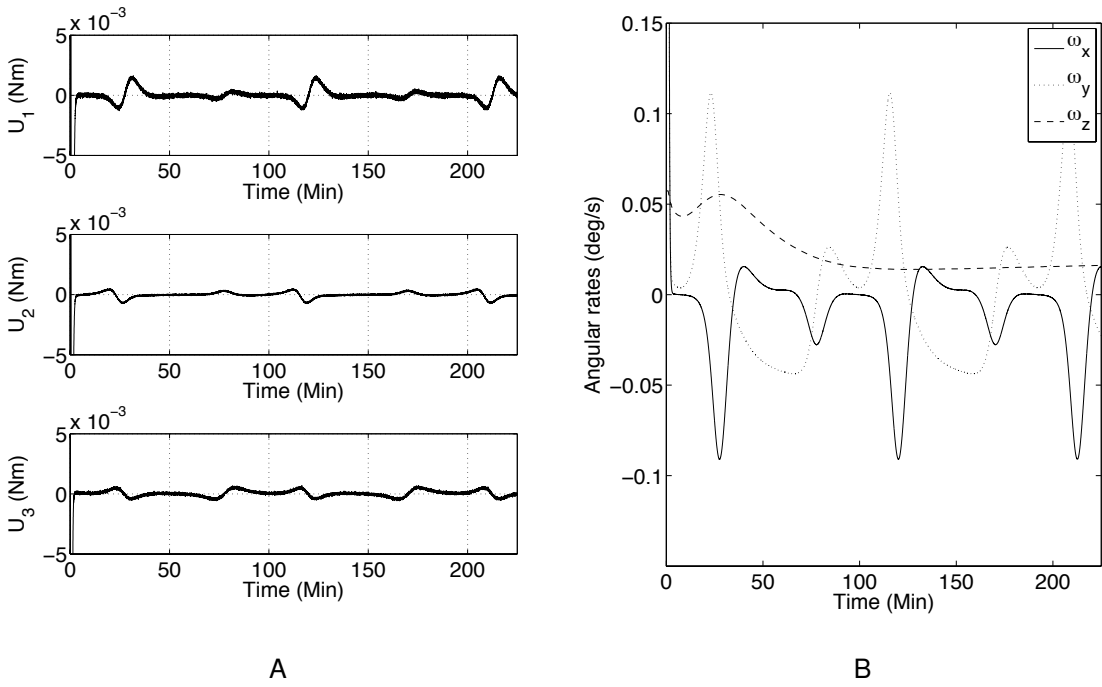 x 10⁻³
5
0
−5
U₁ (Nm)
0 50 100 150 200
Time (Min)
x 10⁻³
5
0
−5
U₂ (Nm)
0 50 100 150 200
Time (Min)
x 10⁻³
5
0
−5
U₃ (Nm)
0 50 100 150 200
Time (Min)
A
0.15
0.1
0.05
0
−0.05
−0.1
Angular rates (deg/s)
ωₓ
ω_y
ω_z
0 50 100 150 200
Time (Min)
B